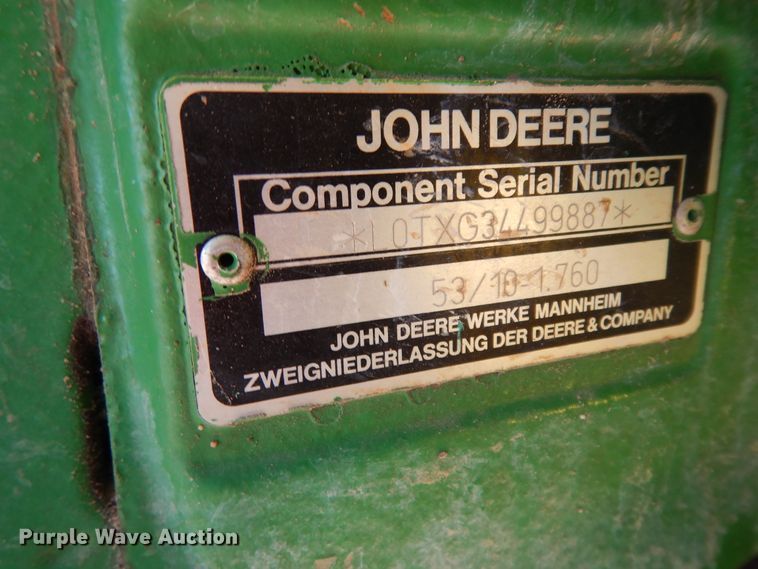 JOHN DEERE
Component Serial Number
*L0TXG34499887*
53/10-1.760
JOHN DEERE WERKE MANNHEIM
ZWEIGNIEDERLASSUNG DER DEERE & COMPANY
Purple Wave Auction®